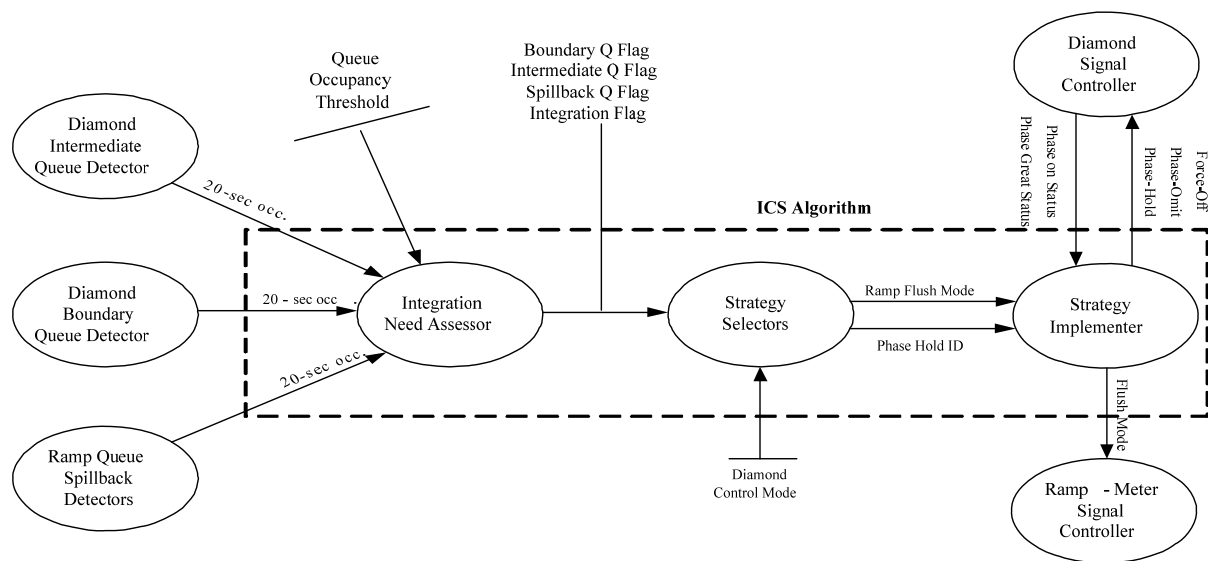 Diamond
Intermediate
Queue Detector
Queue
Occupancy
Threshold
Boundary Q Flag
Intermediate Q Flag
Spillback Q Flag
Integration Flag
Diamond
Signal
Controller
20-sec occ.
Phase on Status
Phase Great Status
Force-Off
Phase-Omit
Phase-Hold
ICS Algorithm
Diamond
Boundary
Queue Detector
20 - sec occ .
Integration
Need Assessor
Strategy
Selectors
Ramp Flush Mode
Phase Hold ID
Strategy
Implementer
20-sec occ.
Ramp Queue
Spillback
Detectors
Diamond
Control Mode
Flush Mode
Ramp - Meter
Signal
Controller